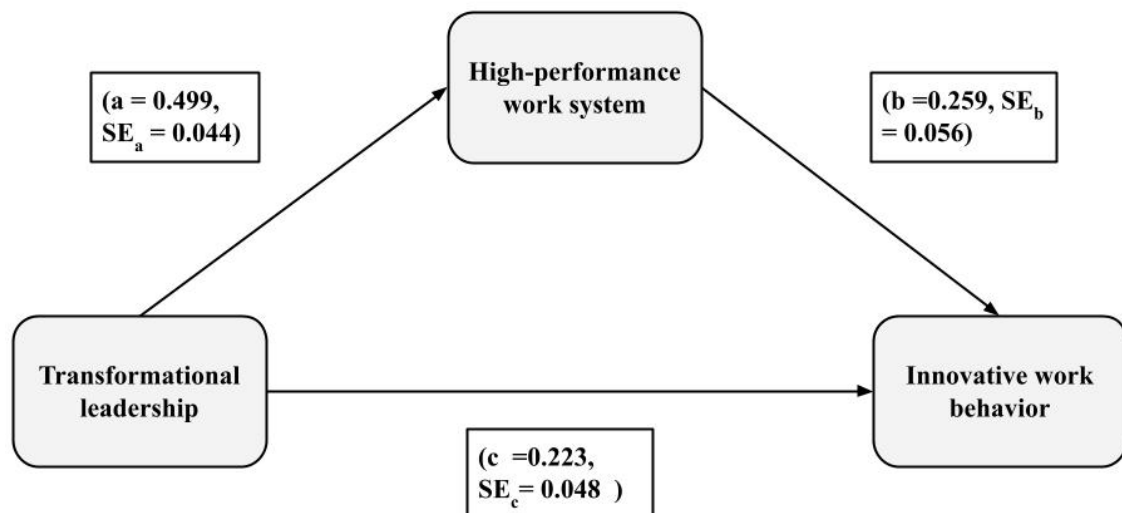 High-performance
work system
(a = 0.499,
SEa = 0.044)
(b =0.259, SEb
= 0.056)
Transformational
leadership
Innovative work
behavior
(c =0.223,
SEc= 0.048 )